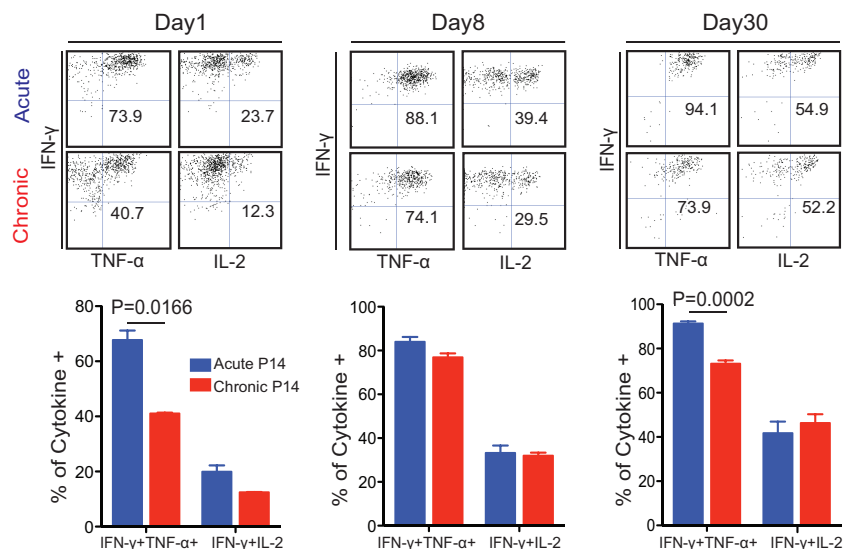 Day1 Day8 Day30
Acute
Chronic
IFN-γ IFN-γ IFN-γ
73.9 23.7 88.1 39.4 94.1 54.9
40.7 12.3 74.1 29.5 73.9 52.2
TNF-α IL-2 TNF-α IL-2 TNF-α IL-2
P=0.0166 P=0.0002
Acute P14
Chronic P14
% of Cytokine + % of Cytokine + % of Cytokine +
80 100 100
60 80 80
40 60 60
20 40 40
0 20 20
0 0
IFN-γ+TNF-α+ IFN-γ+IL-2 IFN-γ+TNF-α+ IFN-γ+IL-2 IFN-γ+TNF-α+ IFN-γ+IL-2